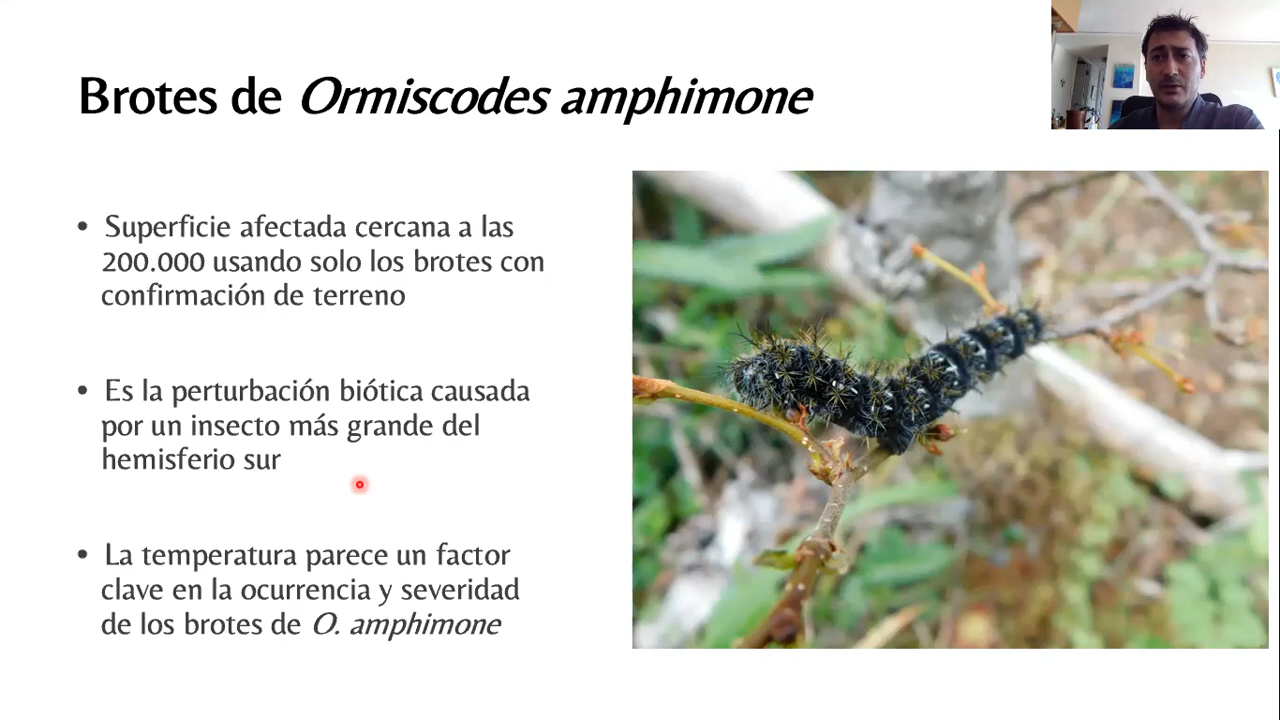 Brotes de Ormiscodes amphimone
• Superficie afectada cercana a las
200.000 usando solo los brotes con
confirmación de terreno
• Es la perturbación biótica causada
por un insecto más grande del
hemisferio sur
• La temperatura parece un factor
clave en la ocurrencia y severidad
de los brotes de O. amphimone